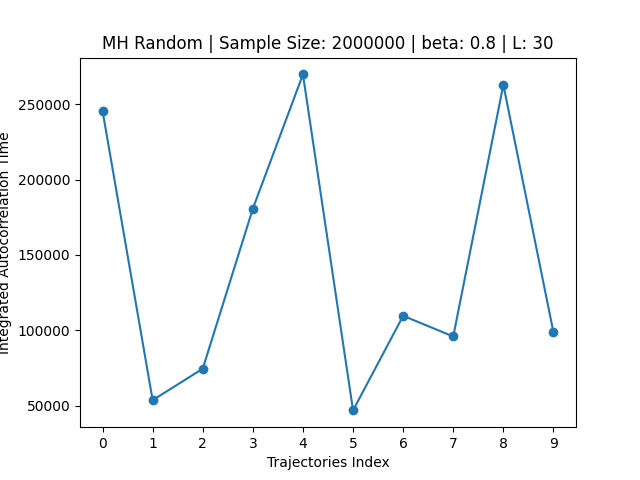 MH Random | Sample Size: 2000000 | beta: 0.8 | L: 30
Integrated Autocorrelation Time
250000
200000
150000
100000
50000
0 1 2 3 4 5 6 7 8 9
Trajectories Index